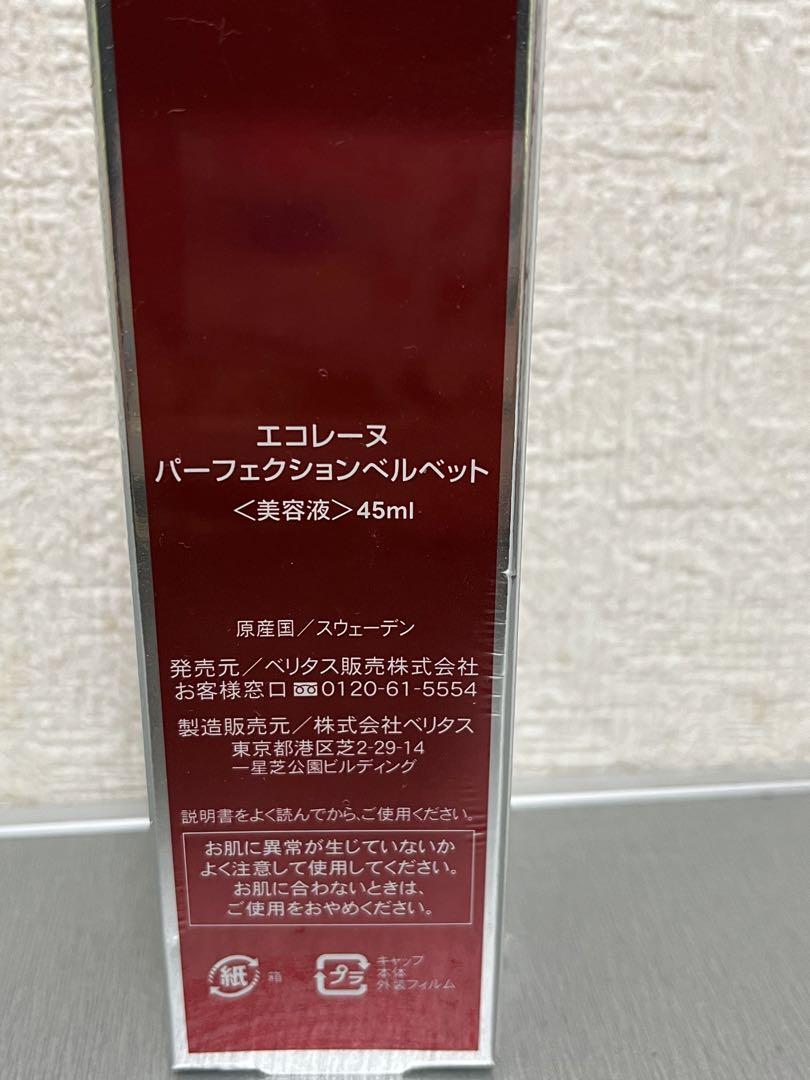 エコレーヌ
パーフェクションベルベット
＜美容液＞45ml
原産国／スウェーデン
発売元／ベリタス販売株式会社
お客様窓口 0120-61-5554
製造販売元／株式会社ベリタス
東京都港区芝2-29-14
一星芝公園ビルディング
説明書をよく読んでから、ご使用ください。
お肌に異常が生じていないか
よく注意して使用してください。
お肌に合わないときは、
ご使用をおやめください。
紙 箱
プラ キャップ
本体
外装フィルム